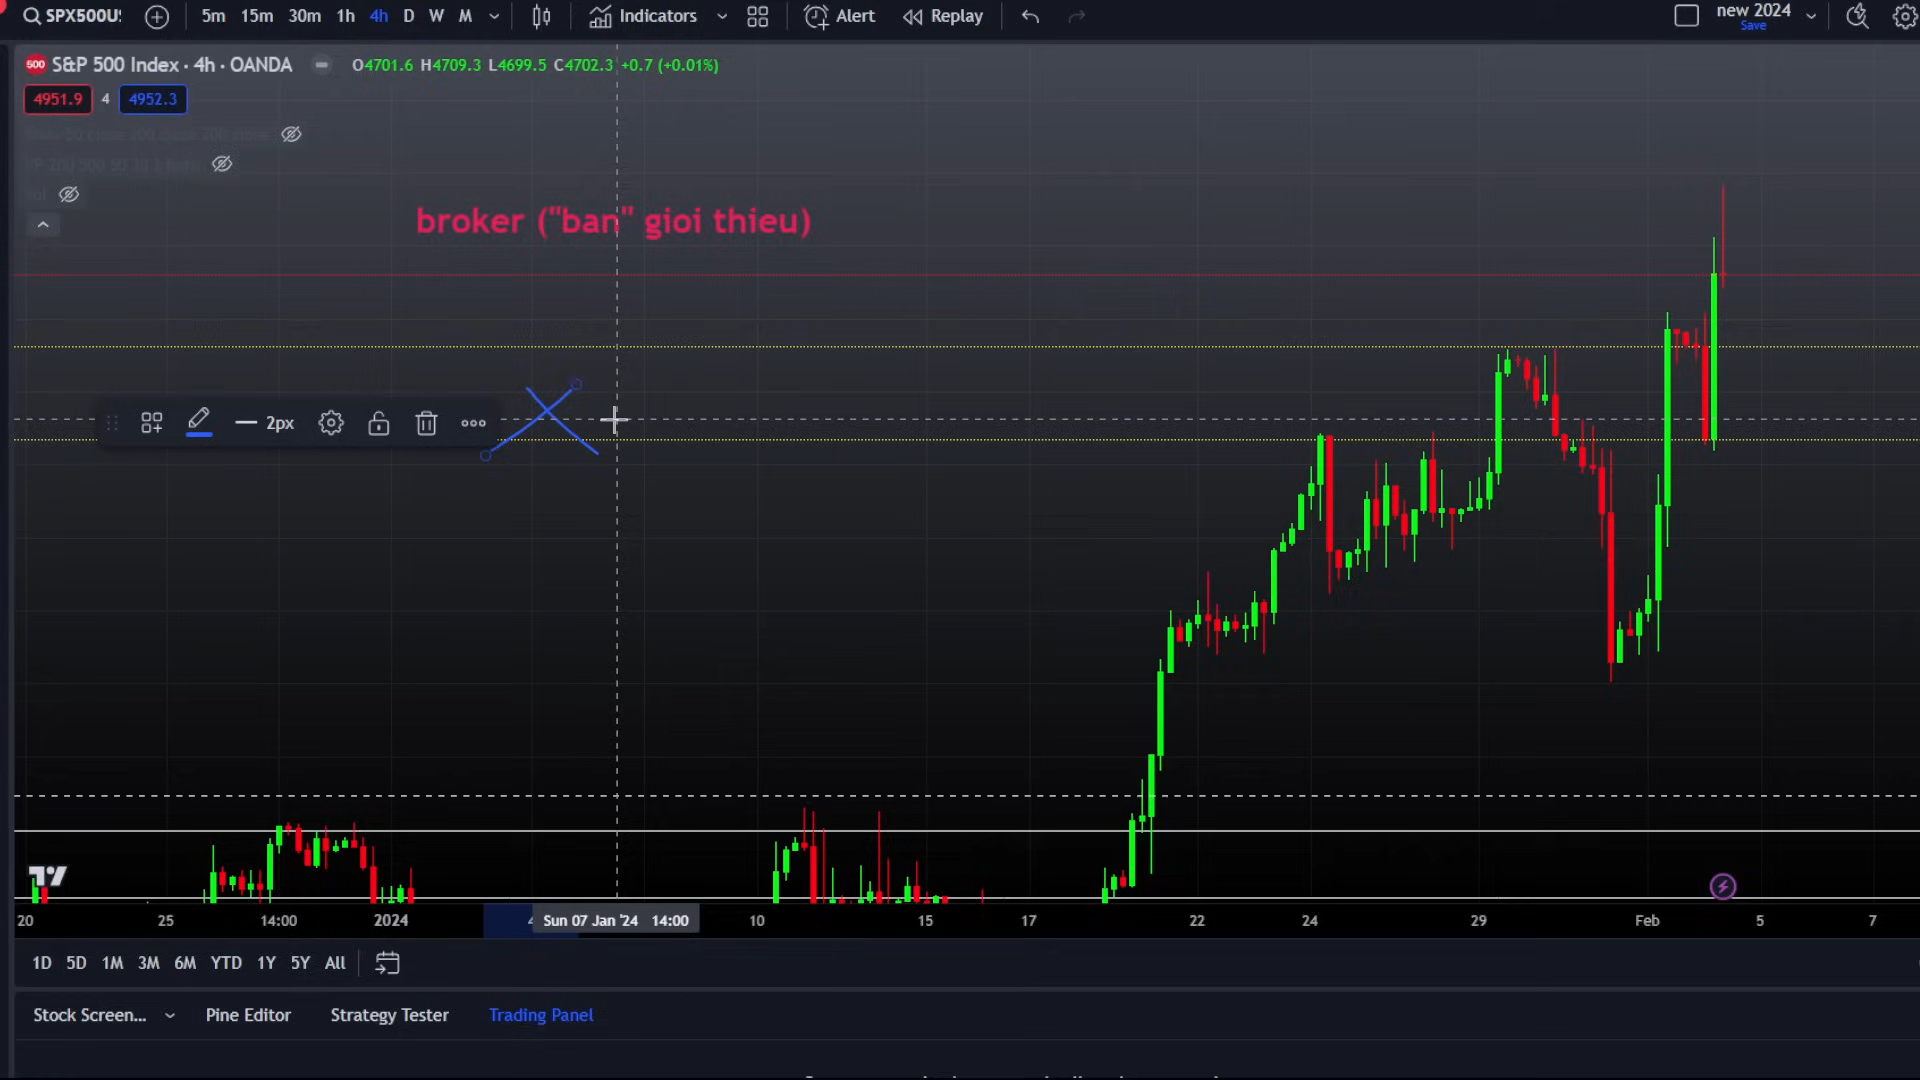 SPX500U
5m 15m 30m 1h 4h D W M Indicators Alert Replay new 2024
Save
500 S&P 500 Index · 4h · OANDA O4701.6 H4709.3 L4699.5 C4702.3 +0.7 (+0.01%)
4951.9 4 4952.3
broker ("ban" gioi thieu)
2px
20 25 14:00 2024 Sun 07 Jan '24 14:00 10 15 17 22 24 29 Feb 5 7
1D 5D 1M 3M 6M YTD 1Y 5Y All
Stock Screen... Pine Editor Strategy Tester Trading Panel